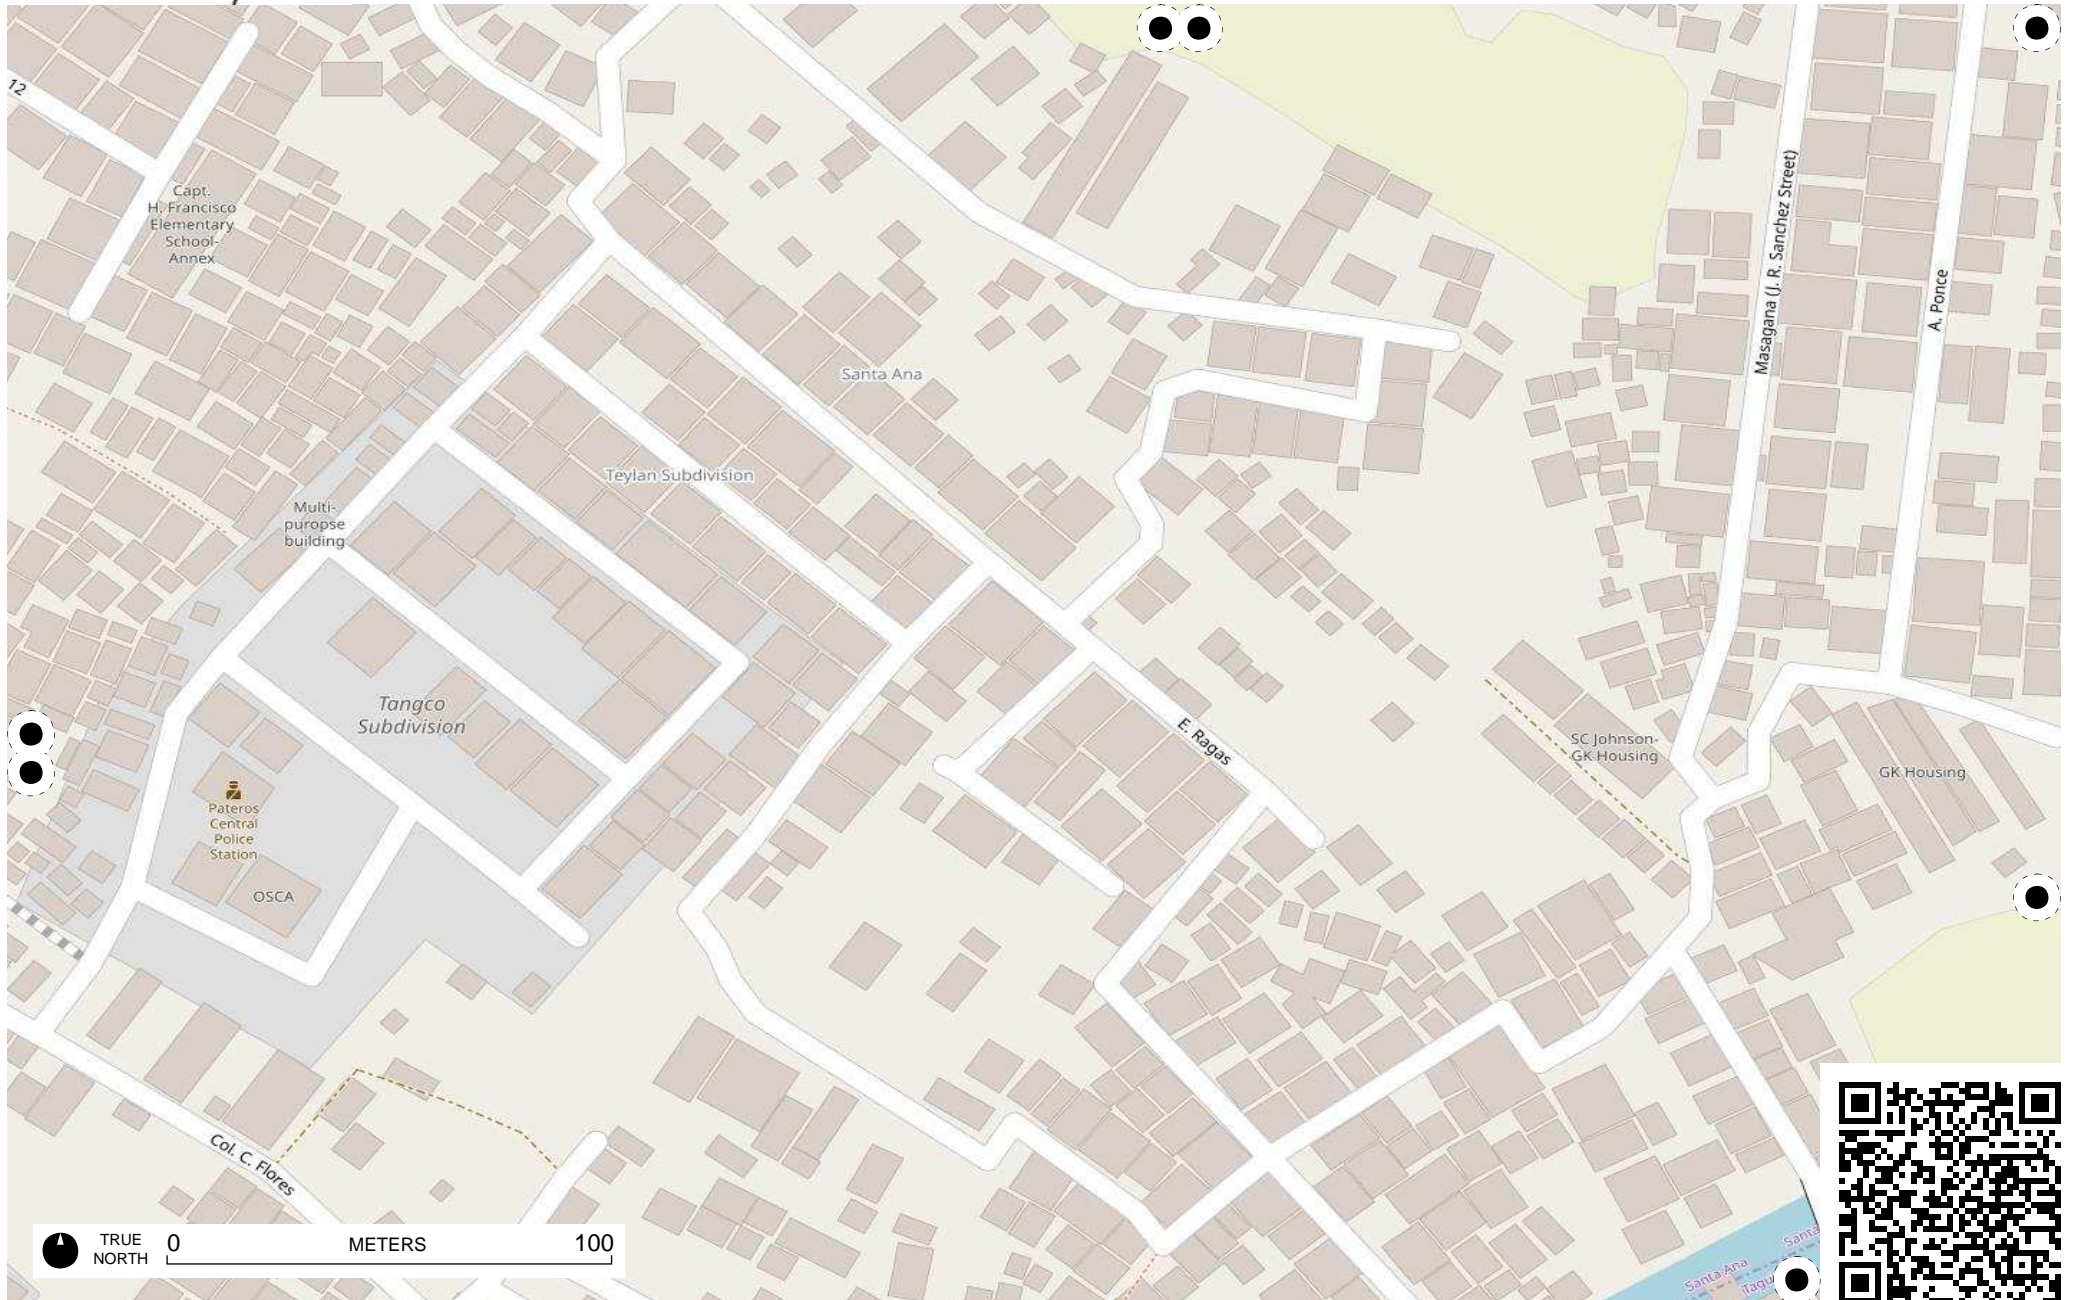 12
Capt.
H. Francisco
Elementary
School-
Annex
Masagana (J. R. Sanchez Street)
A. Ponce
Santa Ana
Teylan Subdivision
Multi-
puropse
building
Tangco
Subdivision
E. Ragas
SC Johnson-
GK Housing
GK Housing
Pateros
Central
Police
Station
OSCA
Col. C. Flores
TRUE
NORTH
0 METERS 100
Santa
Santa Ana